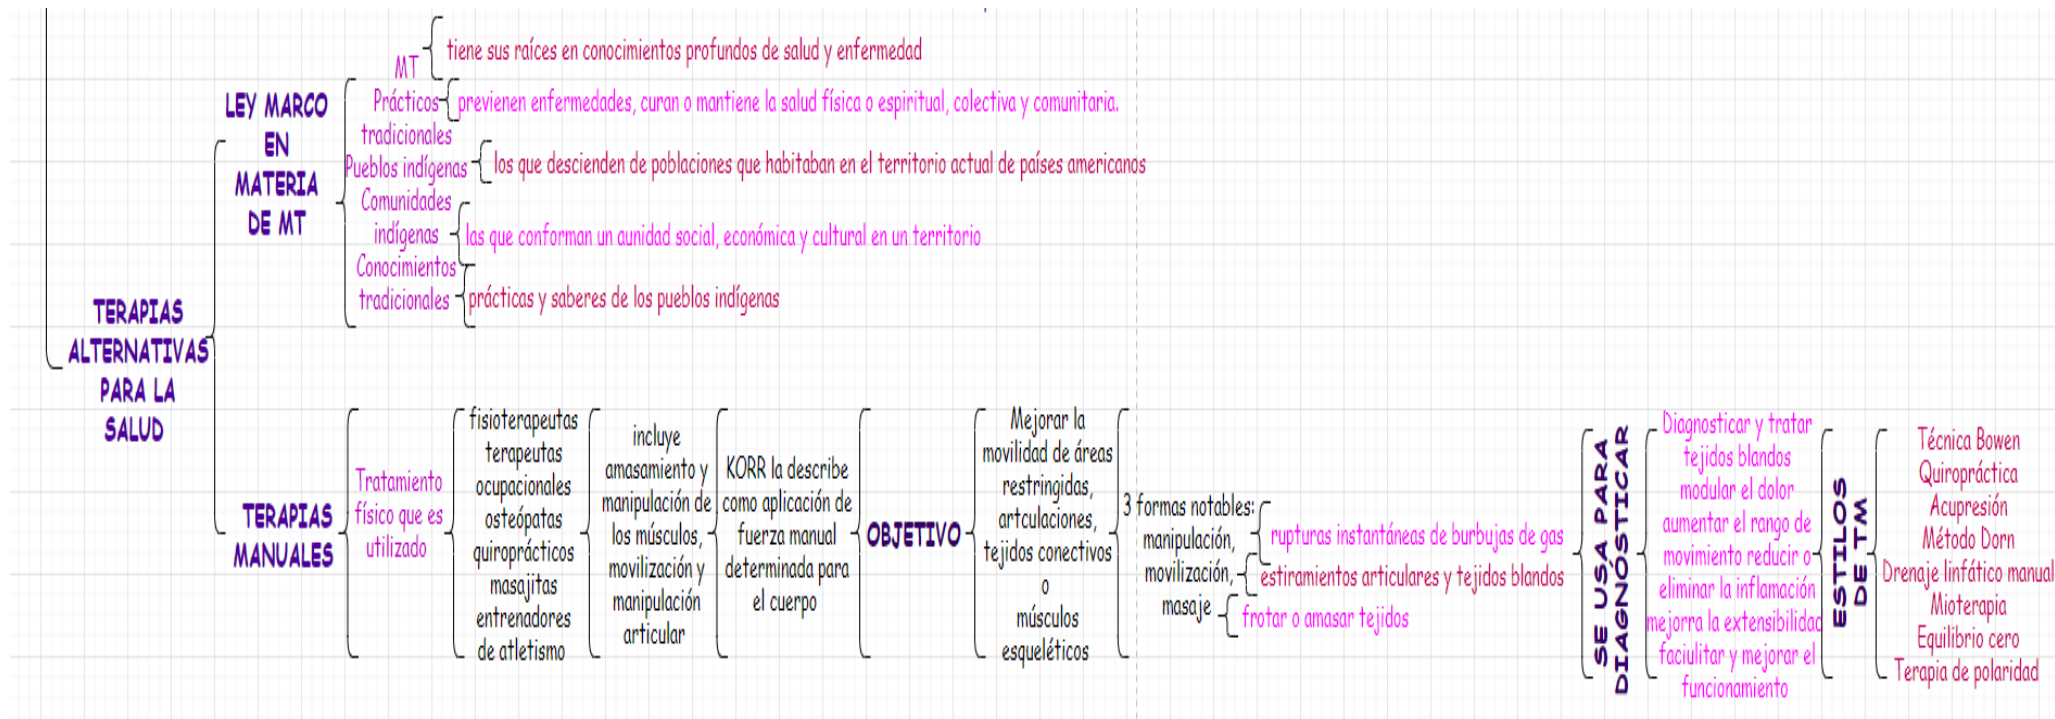 TERAPIAS
ALTERNATIVAS
PARA LA
SALUD
LEY MARCO
EN
MATERIA
DE MT
MT
tiene sus raíces en conocimientos profundos de salud y enfermedad
Prácticos
tradicionales
previenen enfermedades, curan o mantiene la salud física o espiritual, colectiva y comunitaria.
Pueblos indígenas
los que descienden de poblaciones que habitaban en el territorio actual de países americanos
Comunidades
indígenas
las que conforman un aunidad social, económica y cultural en un territorio
Conocimientos
tradicionales
prácticas y saberes de los pueblos indígenas
TERAPIAS
MANUALES
Tratamiento
físico que es
utilizado
fisioterapeutas
terapeutas
ocupacionales
osteópatas
quiroprácticos
masajitas
entrenadores
de atletismo
incluye
amasamiento y
manipulación de
los músculos,
movilización y
manipulación
articular
KORR la describe
como aplicación de
fuerza manual
determinada para
el cuerpo
OBJETIVO
Mejorar la
movilidad de áreas
restringidas,
artculaciones,
tejidos conectivos
o
músculos
esqueléticos
3 formas notables:
manipulación,
movilización,
masaje
rupturas instantáneas de burbujas de gas
estiramientos articulares y tejidos blandos
frotar o amasar tejidos
SE USA PARA
DIAGNÓSTICAR
Diagnosticar y tratar
tejidos blandos
modular el dolor
aumentar el rango de
movimiento reducir o
eliminar la inflamación
mejorra la extensibilidad
faciulitar y mejorar el
funcionamiento
ESTILOS
DE TM
Técnica Bowen
Quiropráctica
Acupresión
Método Dorn
Drenaje linfático manual
Mioterapia
Equilibrio cero
Terapia de polaridad